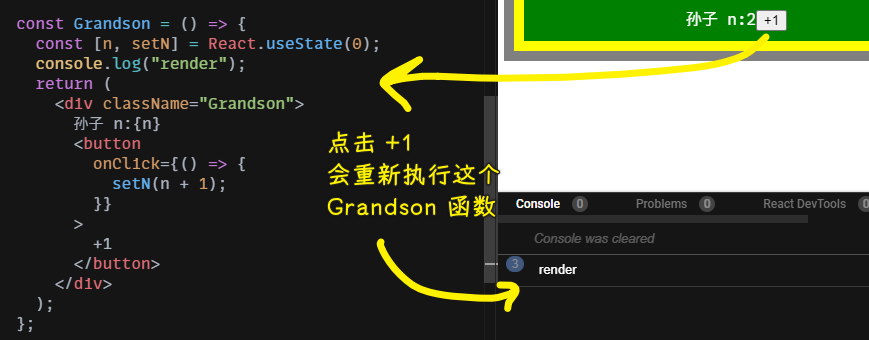 const Grandson = () => {
const [n, setN] = React.useState(0);
console.log("render");
return (
<div className="Grandson">
孙子 n:{n}
<button
onClick={() => {
setN(n + 1);
}}
>
+1
</button>
</div>
);
};
点击 +1
会重新执行这个
Grandson 函数
孙子 n:2 +1
Console 0 Problems 0 React DevTools 0
Console was cleared
3 render